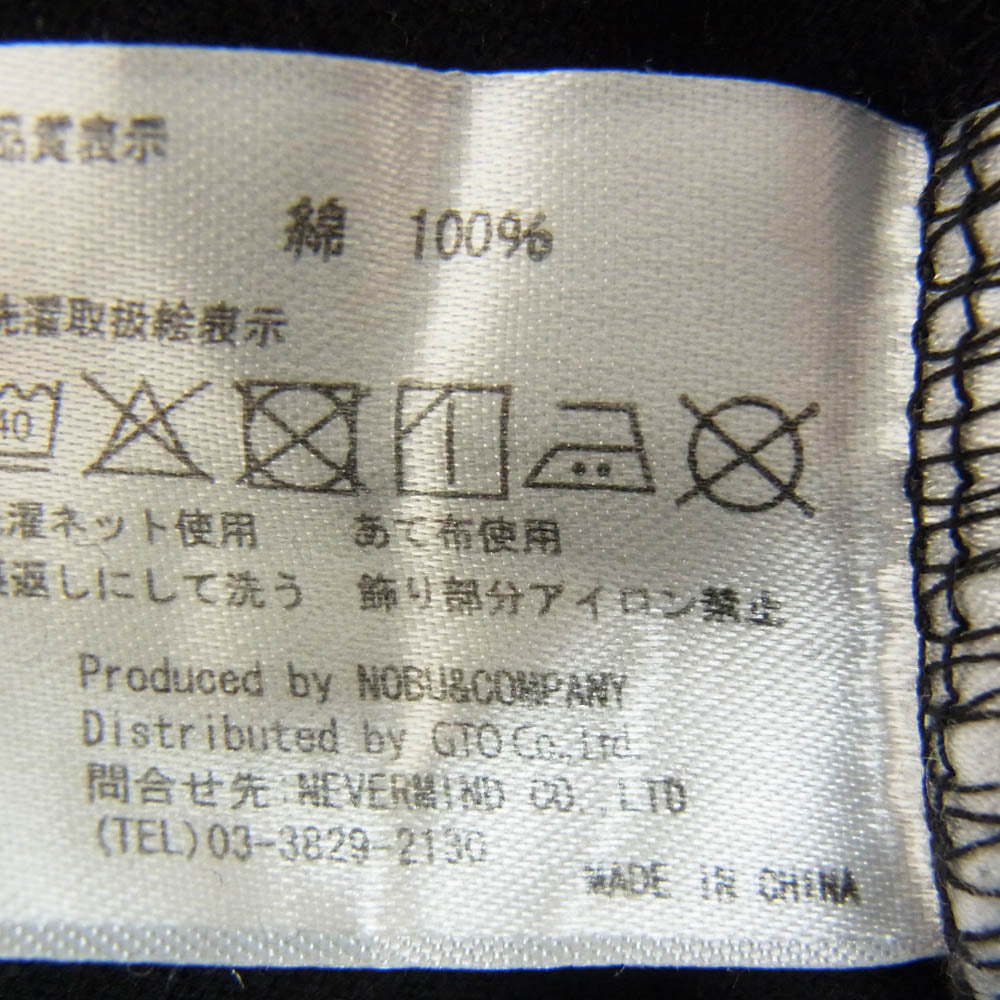 品質表示
綿 100%
洗濯取扱絵表示
40
洗濯ネット使用 あて布使用
裏返しにして洗う 飾り部分アイロン禁止
Produced by NOBU&COMPANY
Distributed by GTO Co.,Ltd.
問合せ先:NEVERMIND CO.,LTD
(TEL)03-3829-2130
MADE IN CHINA